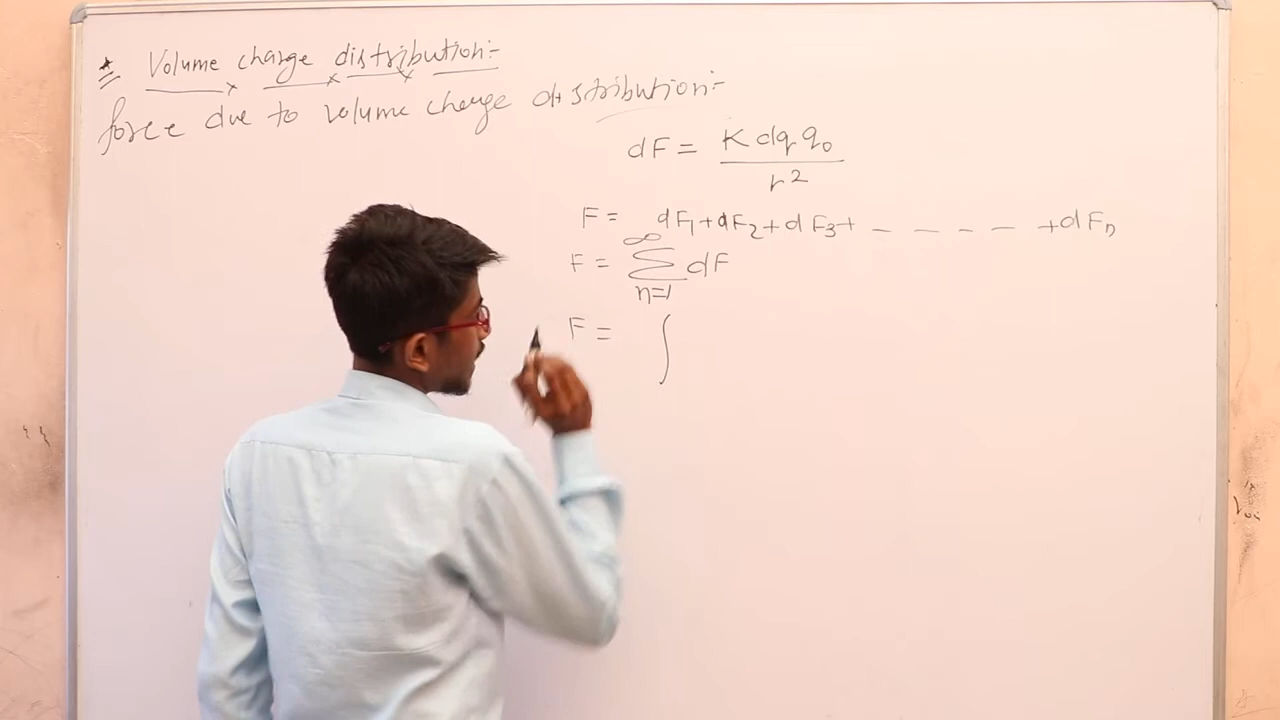 * Volume charge distribution:-
force due to volume charge distribution:-
dF = K dq q₀ / r²
F = dF₁ + dF₂ + dF₃ + - - - - + dFₙ
F = ∑ₙ₌₁^∞ dF
F = ∫